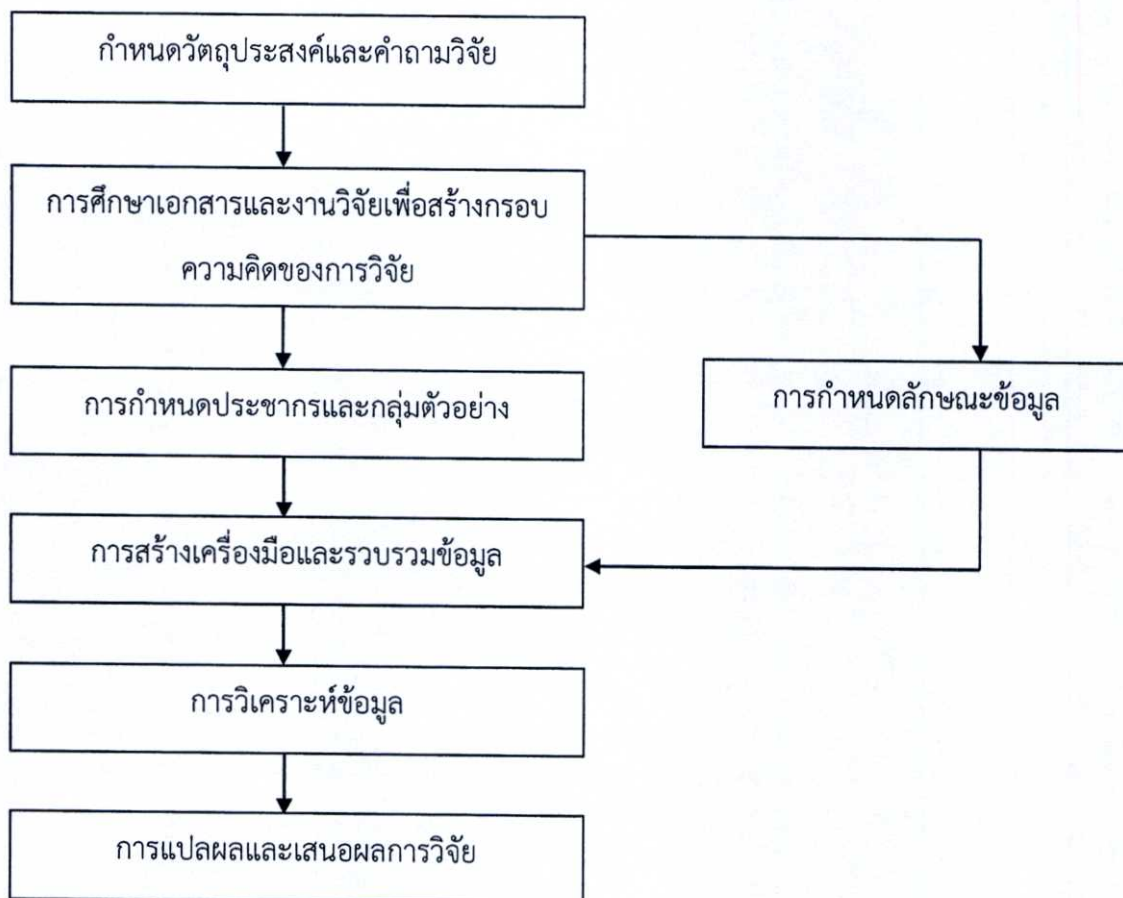 กำหนดวัตถุประสงค์และคำถามวิจัย
การศึกษาเอกสารและงานวิจัยเพื่อสร้างกรอบ
ความคิดของการวิจัย
การกำหนดประชากรและกลุ่มตัวอย่าง
การกำหนดลักษณะข้อมูล
การสร้างเครื่องมือและรวบรวมข้อมูล
การวิเคราะห์ข้อมูล
การแปลผลและเสนอผลการวิจัย